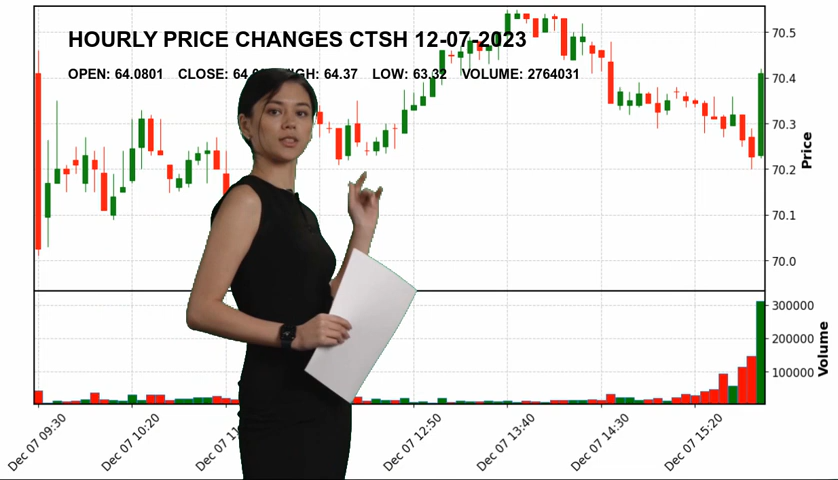 HOURLY PRICE CHANGES CTSH 12-07-2023
OPEN: 64.0801 CLOSE: HIGH: 64.37 LOW: 63.32 VOLUME: 2764031
70.5
70.4
70.3
70.2
70.1
70.0
Price
300000
200000
100000
Volume
Dec 07 09:30
Dec 07 10:20
Dec 07
Dec 07 12:50
Dec 07 13:40
Dec 07 14:30
Dec 07 15:20